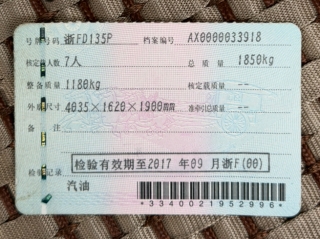 号牌号码 浙FD135P 档案编号 AX0000033918
核定载人数 7人 总质量 1850kg
整备质量 1180kg 核定载质量 --
外廓尺寸 4035×1620×1900 准牵引总质量 --
备注
检验有效期至2017 年09 月浙F(00)
检验记录
汽油
*3340021952996*